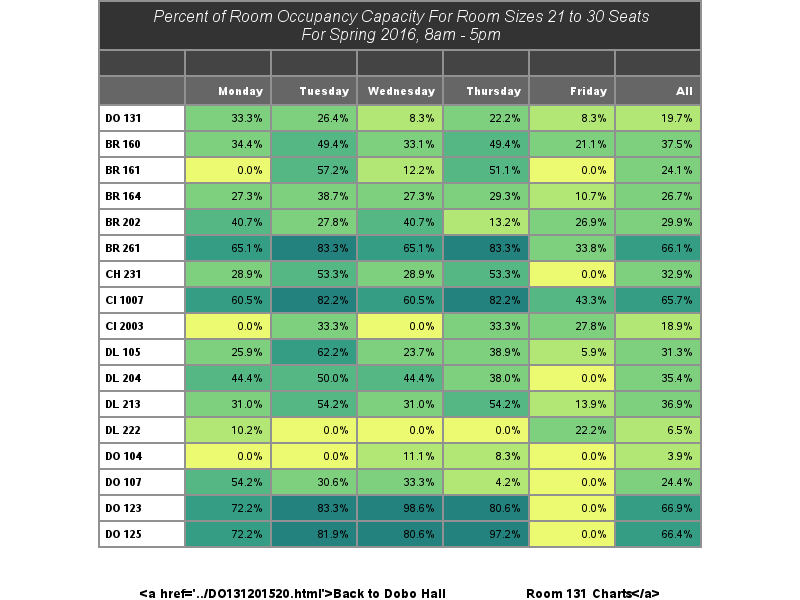 Percent of Room Occupancy Capacity For Room Sizes 21 to 30 Seats
For Spring 2016, 8am - 5pm
Monday Tuesday Wednesday Thursday Friday All
DO 131 33.3% 26.4% 8.3% 22.2% 8.3% 19.7%
BR 160 34.4% 49.4% 33.1% 49.4% 21.1% 37.5%
BR 161 0.0% 57.2% 12.2% 51.1% 0.0% 24.1%
BR 164 27.3% 38.7% 27.3% 29.3% 10.7% 26.7%
BR 202 40.7% 27.8% 40.7% 13.2% 26.9% 29.9%
BR 261 65.1% 83.3% 65.1% 83.3% 33.8% 66.1%
CH 231 28.9% 53.3% 28.9% 53.3% 0.0% 32.9%
CI 1007 60.5% 82.2% 60.5% 82.2% 43.3% 65.7%
CI 2003 0.0% 33.3% 0.0% 33.3% 27.8% 18.9%
DL 105 25.9% 62.2% 23.7% 38.9% 5.9% 31.3%
DL 204 44.4% 50.0% 44.4% 38.0% 0.0% 35.4%
DL 213 31.0% 54.2% 31.0% 54.2% 13.9% 36.9%
DL 222 10.2% 0.0% 0.0% 0.0% 22.2% 6.5%
DO 104 0.0% 0.0% 11.1% 8.3% 0.0% 3.9%
DO 107 54.2% 30.6% 33.3% 4.2% 0.0% 24.4%
DO 123 72.2% 83.3% 98.6% 80.6% 0.0% 66.9%
DO 125 72.2% 81.9% 80.6% 97.2% 0.0% 66.4%
<a href='../DO131201520.html'>Back to Dobo Hall Room 131 Charts</a>